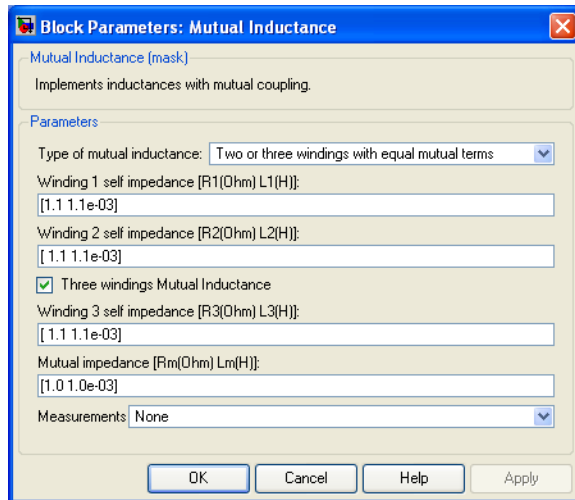 Block Parameters: Mutual Inductance
Mutual Inductance (mask)
Implements inductances with mutual coupling.
Parameters
Type of mutual inductance: Two or three windings with equal mutual terms
Winding 1 self impedance [R1(Ohm) L1(H)]:
[1.1 1.1e-03]
Winding 2 self impedance [R2(Ohm) L2(H)]:
[ 1.1 1.1e-03]
Three windings Mutual Inductance
Winding 3 self impedance [R3(Ohm) L3(H)]:
[ 1.1 1.1e-03]
Mutual impedance [Rm(Ohm) Lm(H)]:
[1.0 1.0e-03]
Measurements None
OK Cancel Help Apply